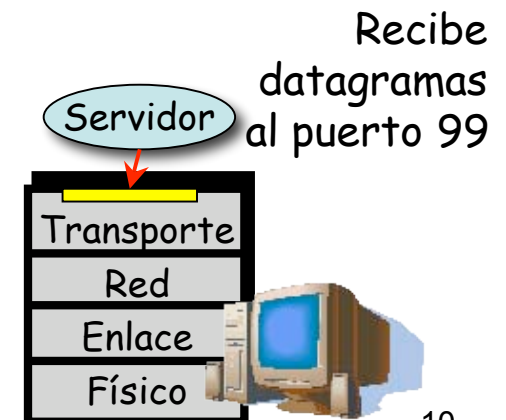 Recibe
datagramas
al puerto 99
Servidor
Transporte
Red
Enlace
Físico